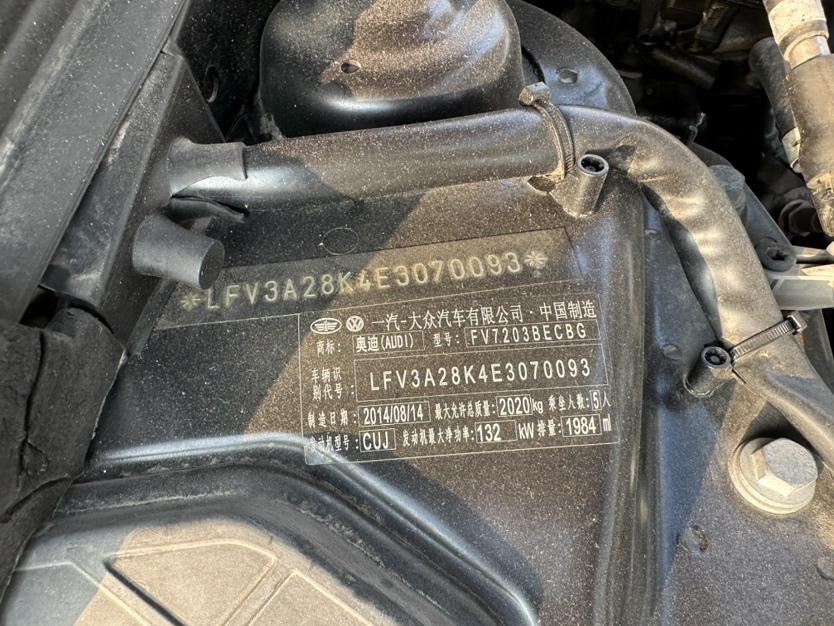 *LFV3A28K4E3070093*
一汽-大众汽车有限公司·中国制造
商标: 奥迪(AUDI) 型号: FV7203BECBG
车辆识别代号: LFV3A28K4E3070093
制造日期: 2014/08/14 最大允许总质量: 2020kg 乘坐人数: 5人
发动机型号: CUJ 发动机最大净功率: 132 kW 排量: 1984 ml